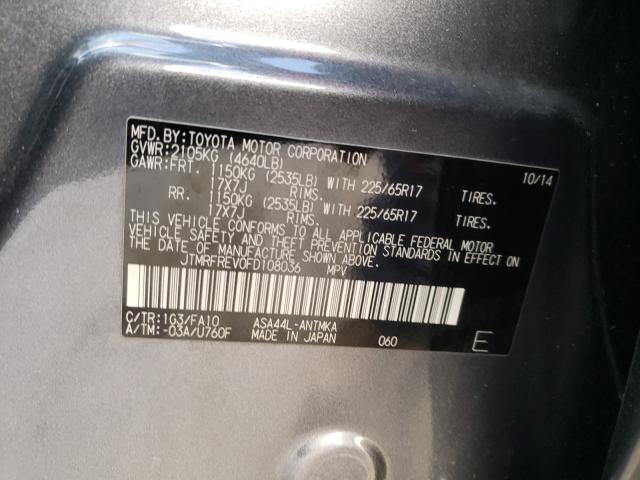 MFD.BY:TOYOTA MOTOR CORPORATION 10/14
GVWR:2105KG (4640LB)
GAWR:FRT. 1150KG (2535LB) WITH 225/65R17 TIRES.
17X7J RIMS.
RR. 1150KG (2535LB) WITH 225/65R17 TIRES.
17X7J RIMS.
THIS VEHICLE CONFORMS TO ALL APPLICABLE FEDERAL MOTOR
VEHICLE SAFETY AND THEFT PREVENTION STANDARDS IN EFFECT ON
THE DATE OF MANUFACTURE SHOWN ABOVE.
JTMRFREV0FD108036 MPV
C/TR:1G3/FA10 ASA44L-ANTMKA
A/TM:-03A/U760F MADE IN JAPAN 060 E